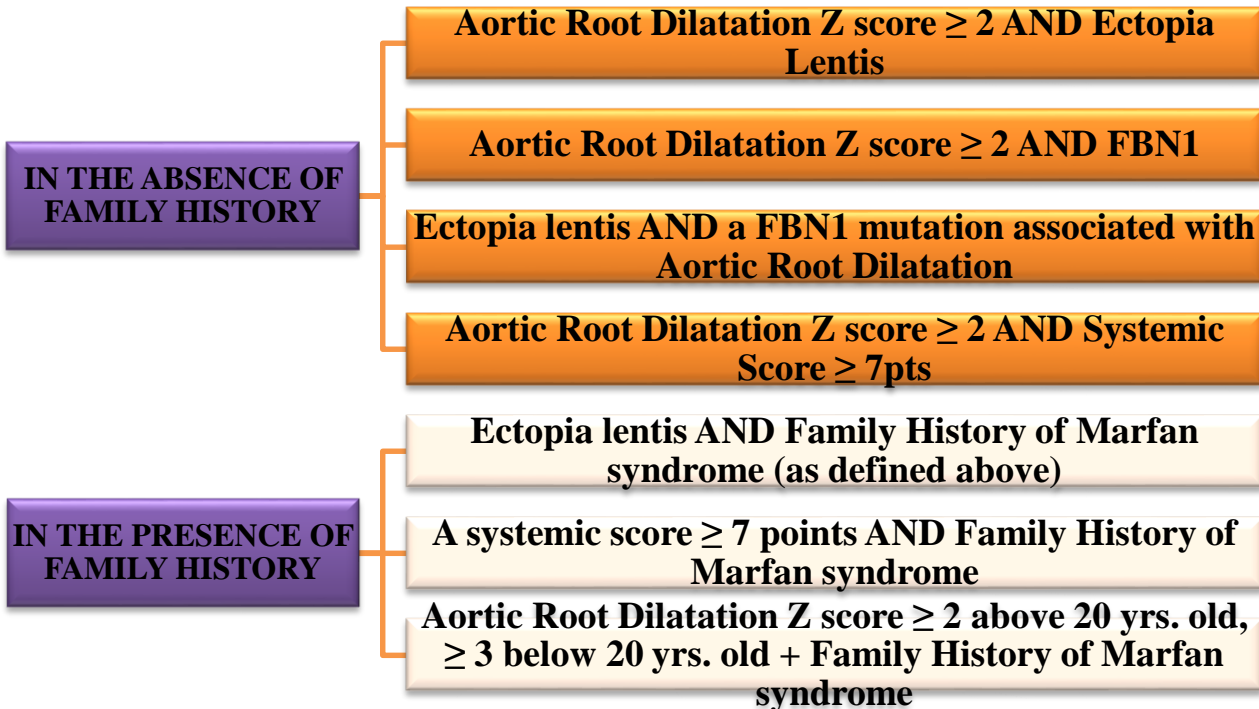 IN THE ABSENCE OF
FAMILY HISTORY
Aortic Root Dilatation Z score ≥ 2 AND Ectopia
Lentis
Aortic Root Dilatation Z score ≥ 2 AND FBN1
Ectopia lentis AND a FBN1 mutation associated with
Aortic Root Dilatation
Aortic Root Dilatation Z score ≥ 2 AND Systemic
Score ≥ 7pts
IN THE PRESENCE OF
FAMILY HISTORY
Ectopia lentis AND Family History of Marfan
syndrome (as defined above)
A systemic score ≥ 7 points AND Family History of
Marfan syndrome
Aortic Root Dilatation Z score ≥ 2 above 20 yrs. old,
≥ 3 below 20 yrs. old + Family History of Marfan
syndrome